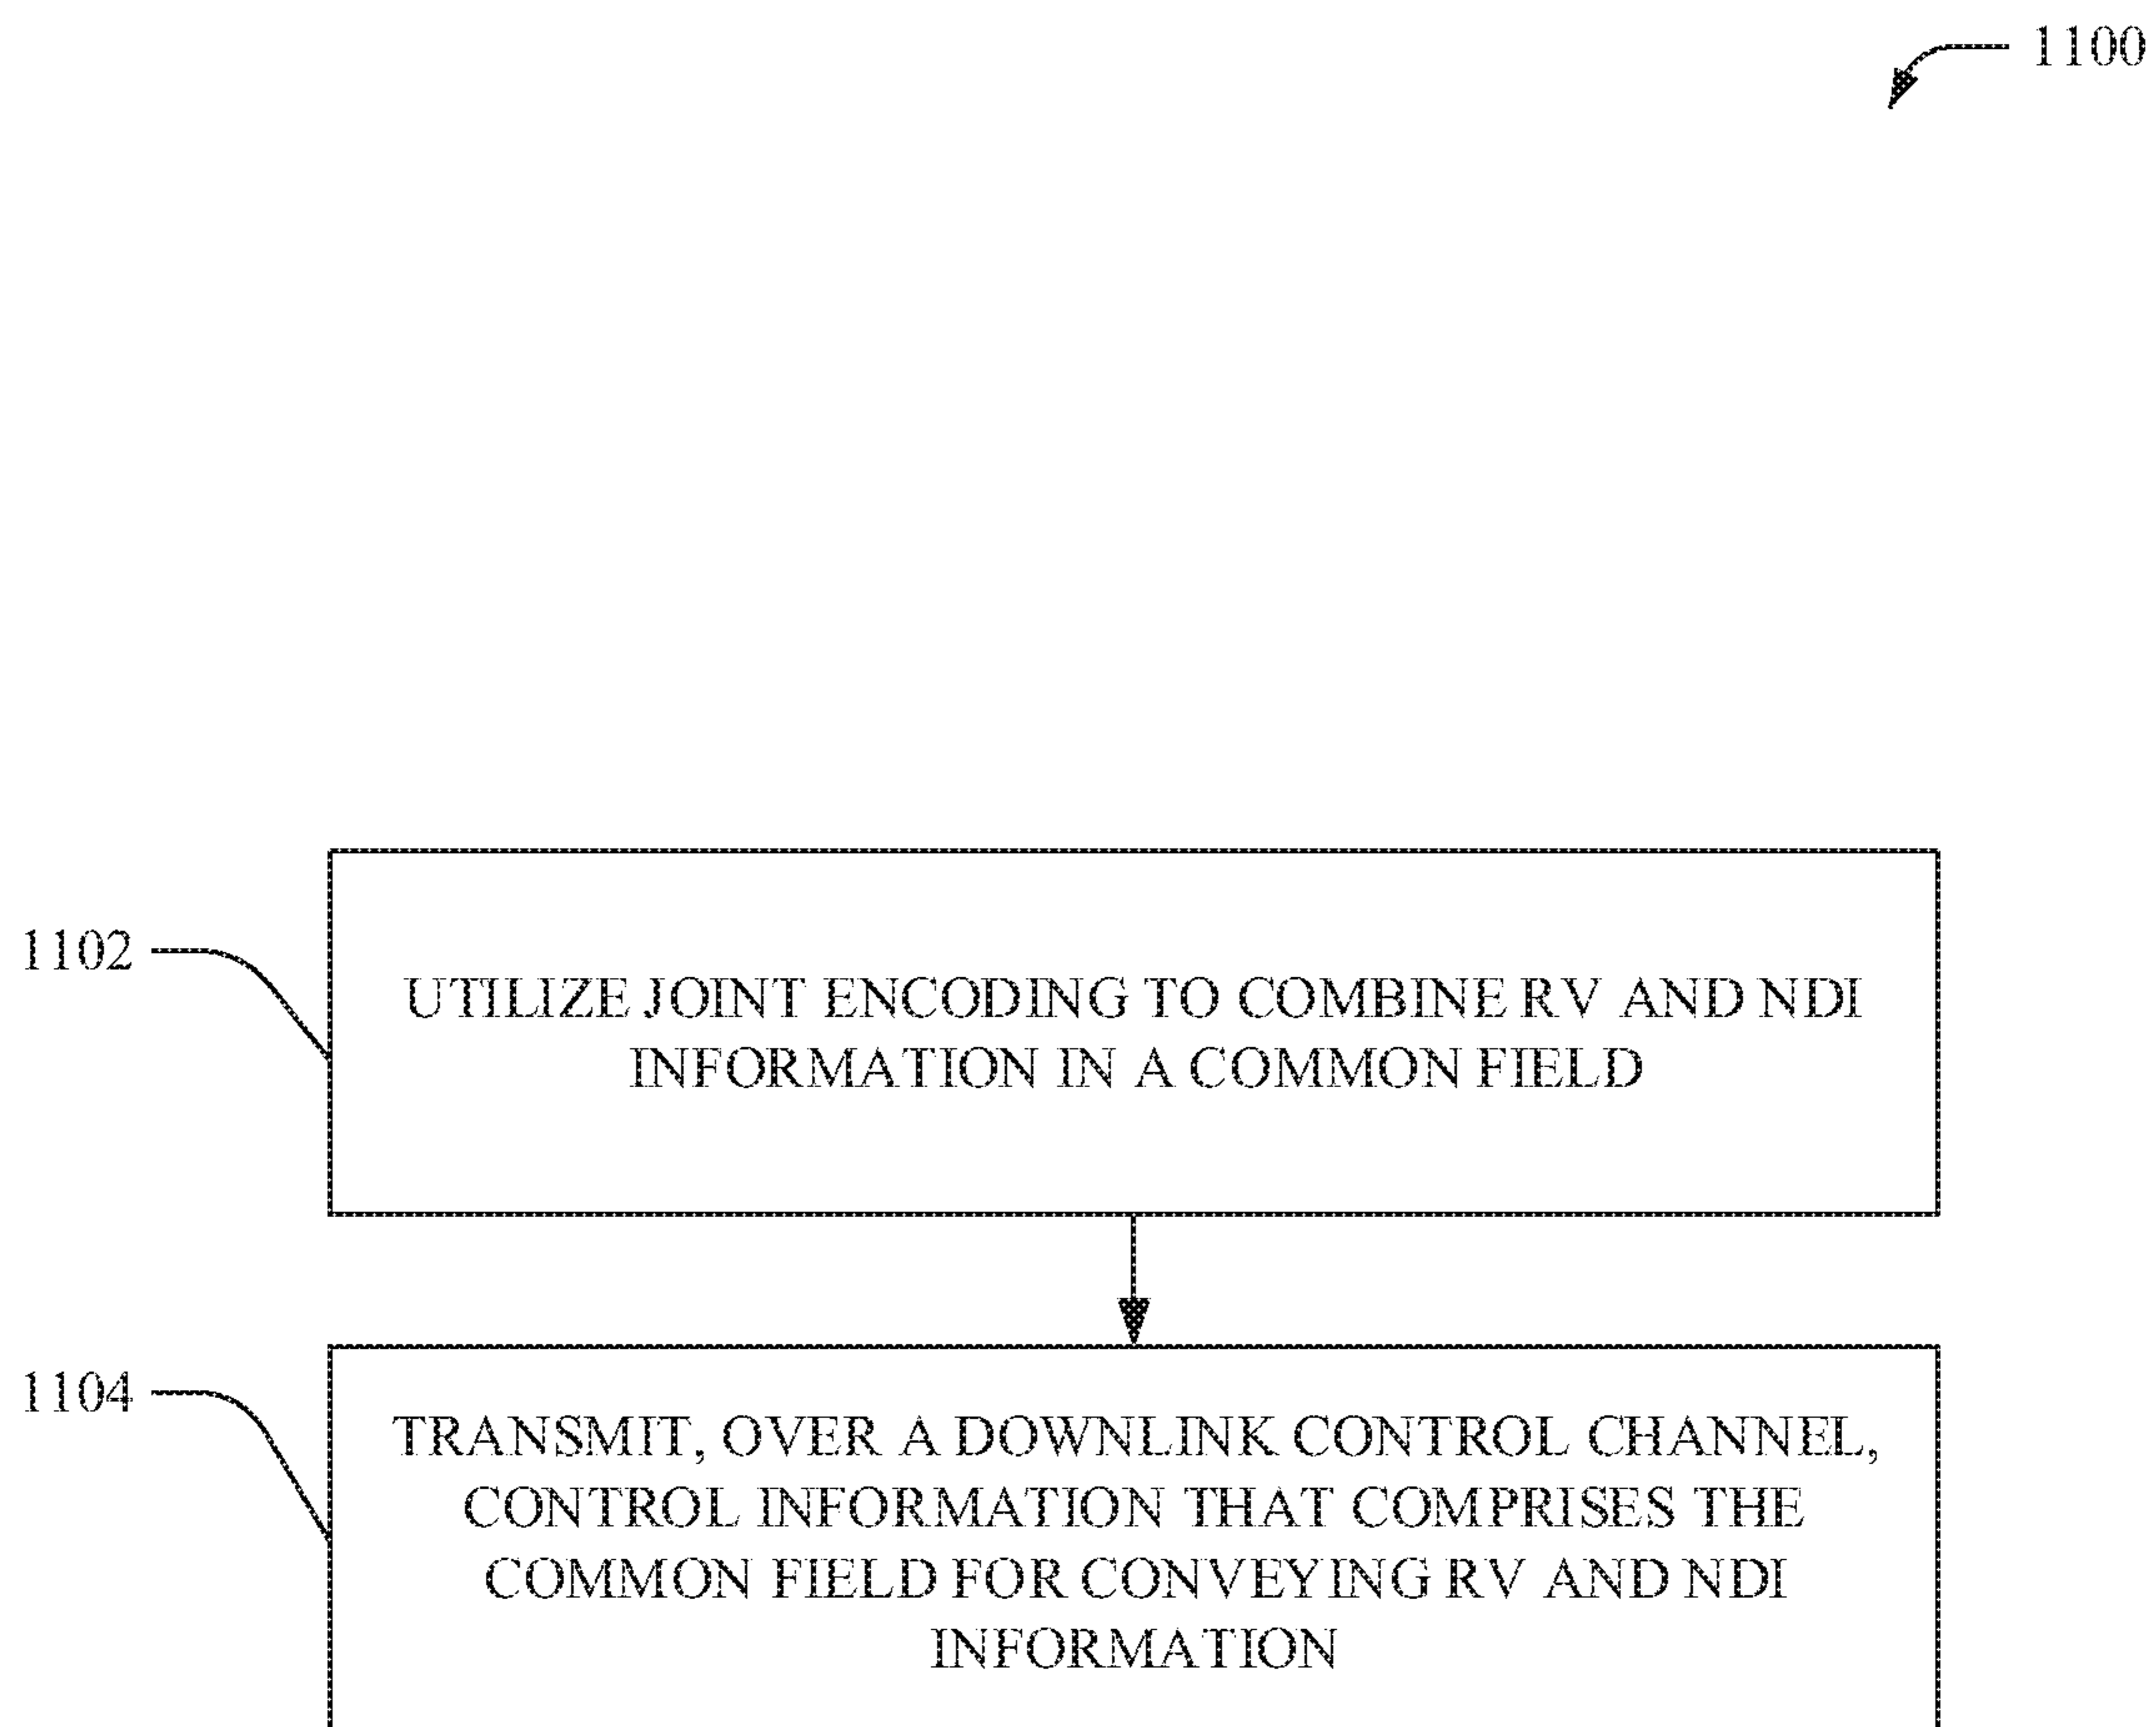 1100
1102
UTILIZE JOINT ENCODING TO COMBINE RV AND NDI
INFORMATION IN A COMMON FIELD
1104
TRANSMIT, OVER A DOWNLINK CONTROL CHANNEL,
CONTROL INFORMATION THAT COMPRISES THE
COMMON FIELD FOR CONVEYING RV AND NDI
INFORMATION